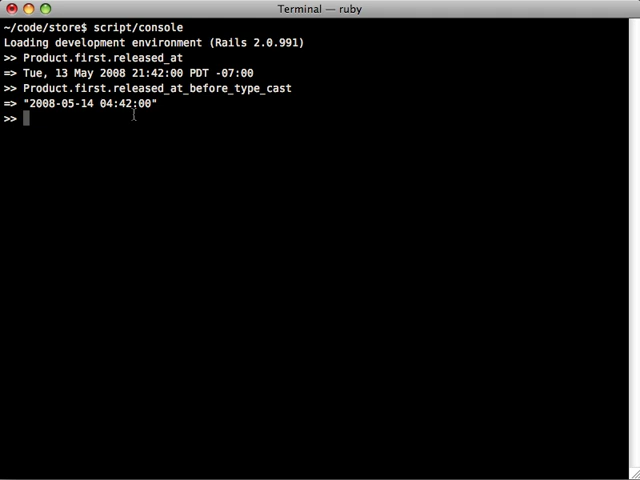 Terminal — ruby
~/code/store$ script/console
Loading development environment (Rails 2.0.991)
>> Product.first.released_at
=> Tue, 13 May 2008 21:42:00 PDT -07:00
>> Product.first.released_at_before_type_cast
=> "2008-05-14 04:42:00"
>>